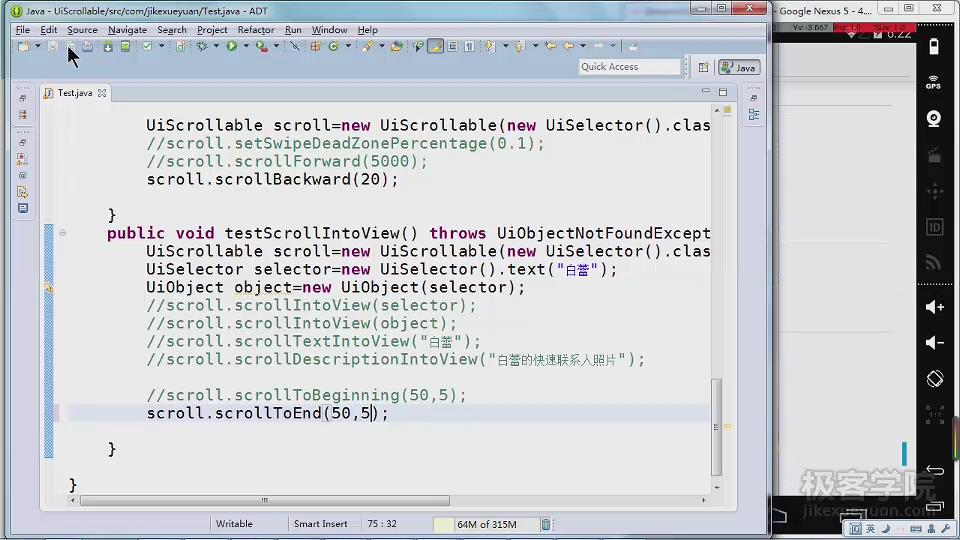 Java - UiScrollable/src/com/jikexueyuan/Test.java - ADT
Google Nexus 5 - 4.
File Edit Source Navigate Search Project Refactor Run Window Help
6:22
Quick Access
Java
GPS
Test.java
UiScrollable scroll=new UiScrollable(new UiSelector().clas
//scroll.setSwipeDeadZonePercentage(0.1);
//scroll.scrollForward(5000);
scroll.scrollBackward(20);
}
public void testScrollIntoView() throws UiObjectNotFoundExcept
UiScrollable scroll=new UiScrollable(new UiSelector().clas
UiSelector selector=new UiSelector().text("白蕾");
UiObject object=new UiObject(selector);
//scroll.scrollIntoView(selector);
//scroll.scrollIntoView(object);
//scroll.scrollTextIntoView("白蕾");
//scroll.scrollDescriptionIntoView("白蕾的快速联系人照片");
//scroll.scrollToBeginning(50,5);
scroll.scrollToEnd(50,5);
}
}
ID
极客学院
jikexueyuan.com
Writable Smart Insert 75 : 32 64M of 315M
英